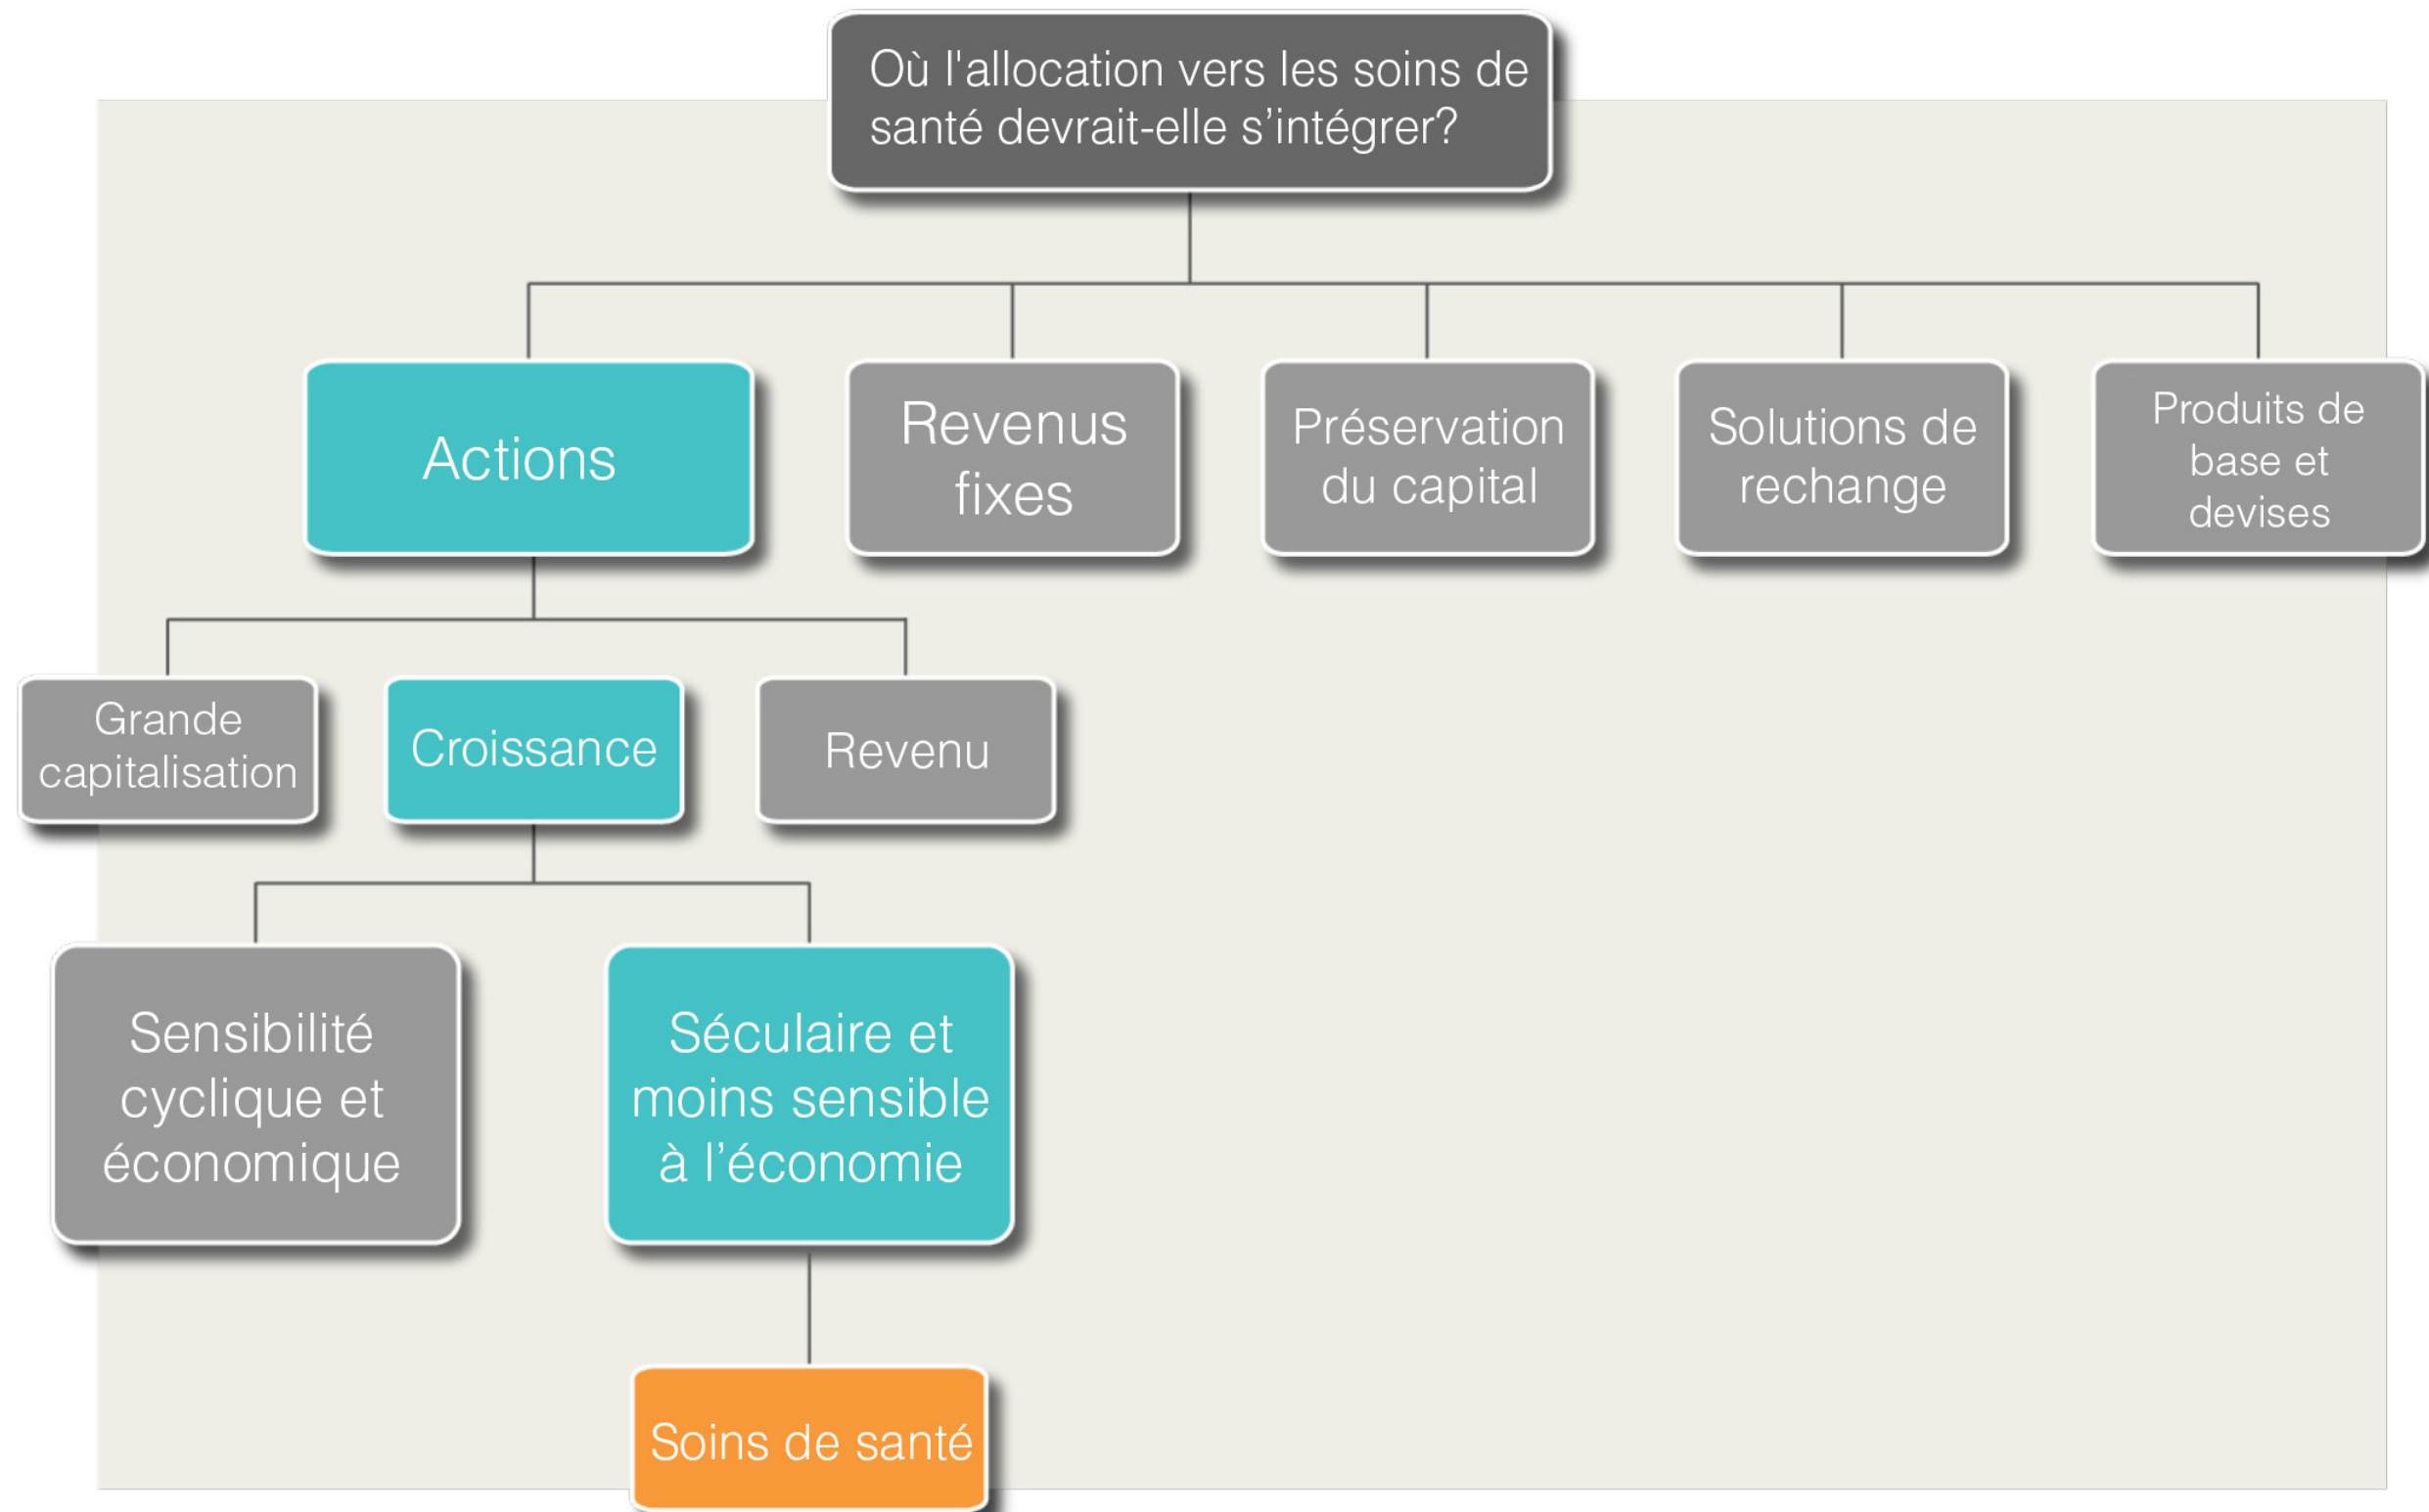 Où l'allocation vers les soins de
santé devrait-elle s’intégrer?
Actions
Revenus
fixes
Préservation
du capital
Solutions de
rechange
Produits de
base et
devises
Grande
capitalisation
Croissance
Revenu
Sensibilité
cyclique et
économique
Séculaire et
moins sensible
à l’économie
Soins de santé